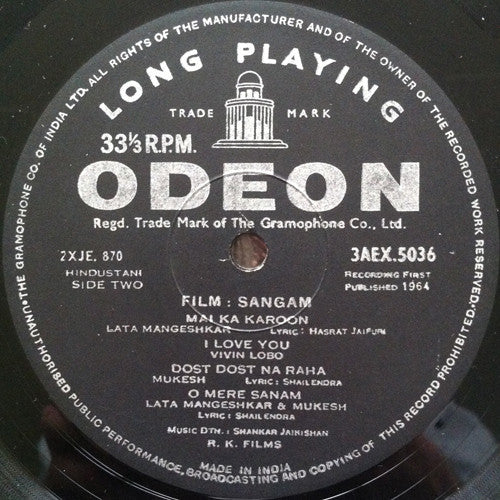 UNAUTHORISED PUBLIC PERFORMANCE, BROADCASTING AND COPYING OF THIS RECORD PROHIBITED·THE GRAMOPHONE CO. OF INDIA LTD. ALL RIGHTS OF THE MANUFACTURER AND OF THE OWNER OF THE RECORDED WORK RESERVED·
LONG PLAYING
TRADE MARK
33⅓ R.P.M.
ODEON
Regd. Trade Mark of The Gramophone Co., Ltd.
2XJE. 870
3AEX.5036
HINDUSTANI
RECORDING FIRST
SIDE TWO
PUBLISHED 1964
FILM : SANGAM
MAI KA KAROON
LATA MANGESHKAR LYRIC: HASRAT JAIPURI
I LOVE YOU
VIVIN LOBO
DOST DOST NA RAHA
MUKESH LYRIC: SHAILENDRA
O MERE SANAM
LATA MANGESHKAR & MUKESH
LYRIC: SHAILENDRA
MUSIC DTN. : SHANKAR JAIKISHAN
R. K. FILMS
MADE IN INDIA